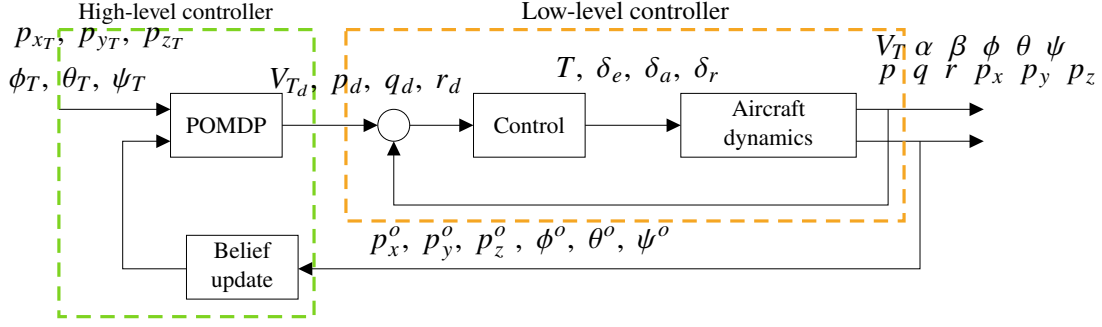 High-level controller
Low-level controller
p_{x_T}, p_{y_T}, p_{z_T}
ϕ_T, θ_T, ψ_T
V_{T_d}, p_d, q_d, r_d
T, δ_e, δ_a, δ_r
V_T α β ϕ θ ψ
p q r p_x p_y p_z
POMDP
Control
Aircraft
dynamics
p_x^o, p_y^o, p_z^o , ϕ^o, θ^o, ψ^o
Belief
update